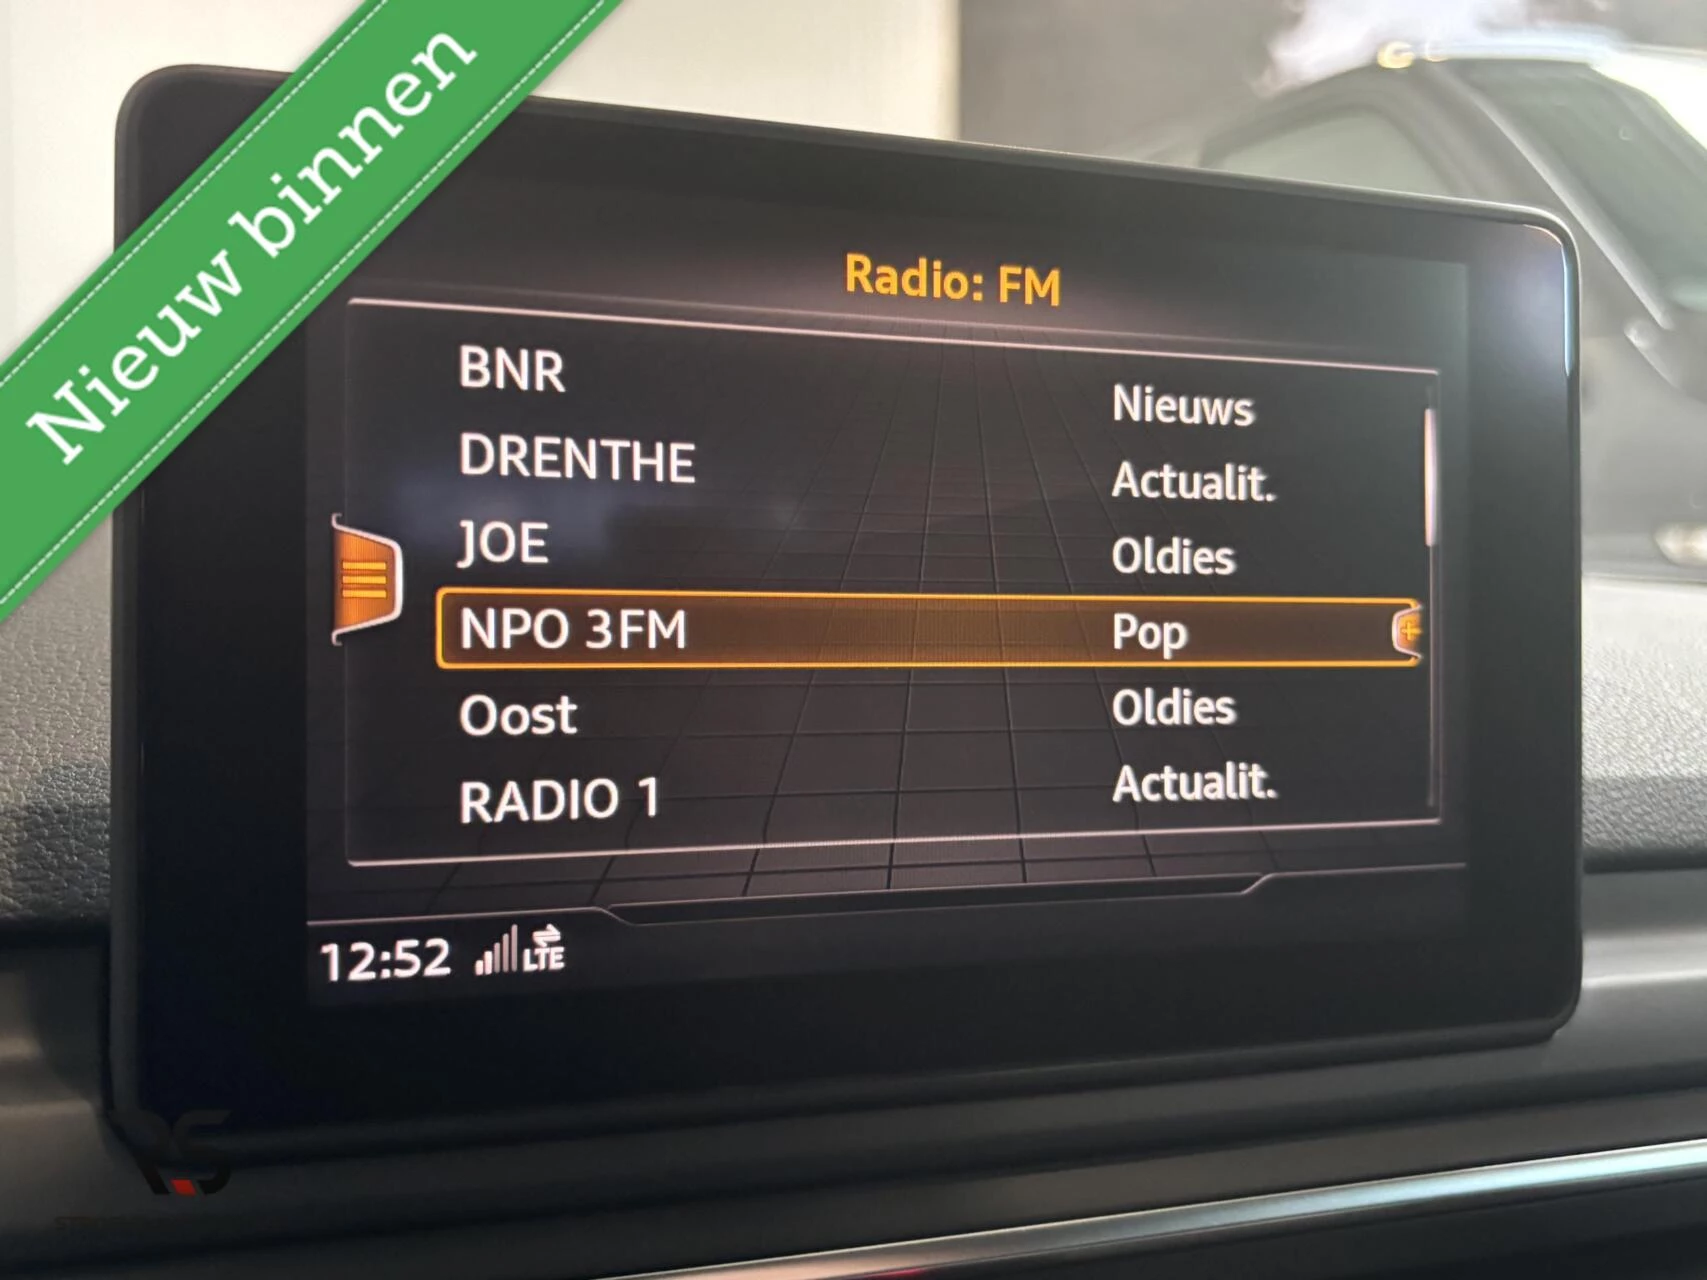 Nieuw binnen
Radio: FM
BNR Nieuws
DRENTHE Actualit.
JOE Oldies
NPO 3FM Pop
Oost Oldies
RADIO 1 Actualit.
12:52 LTE
RS